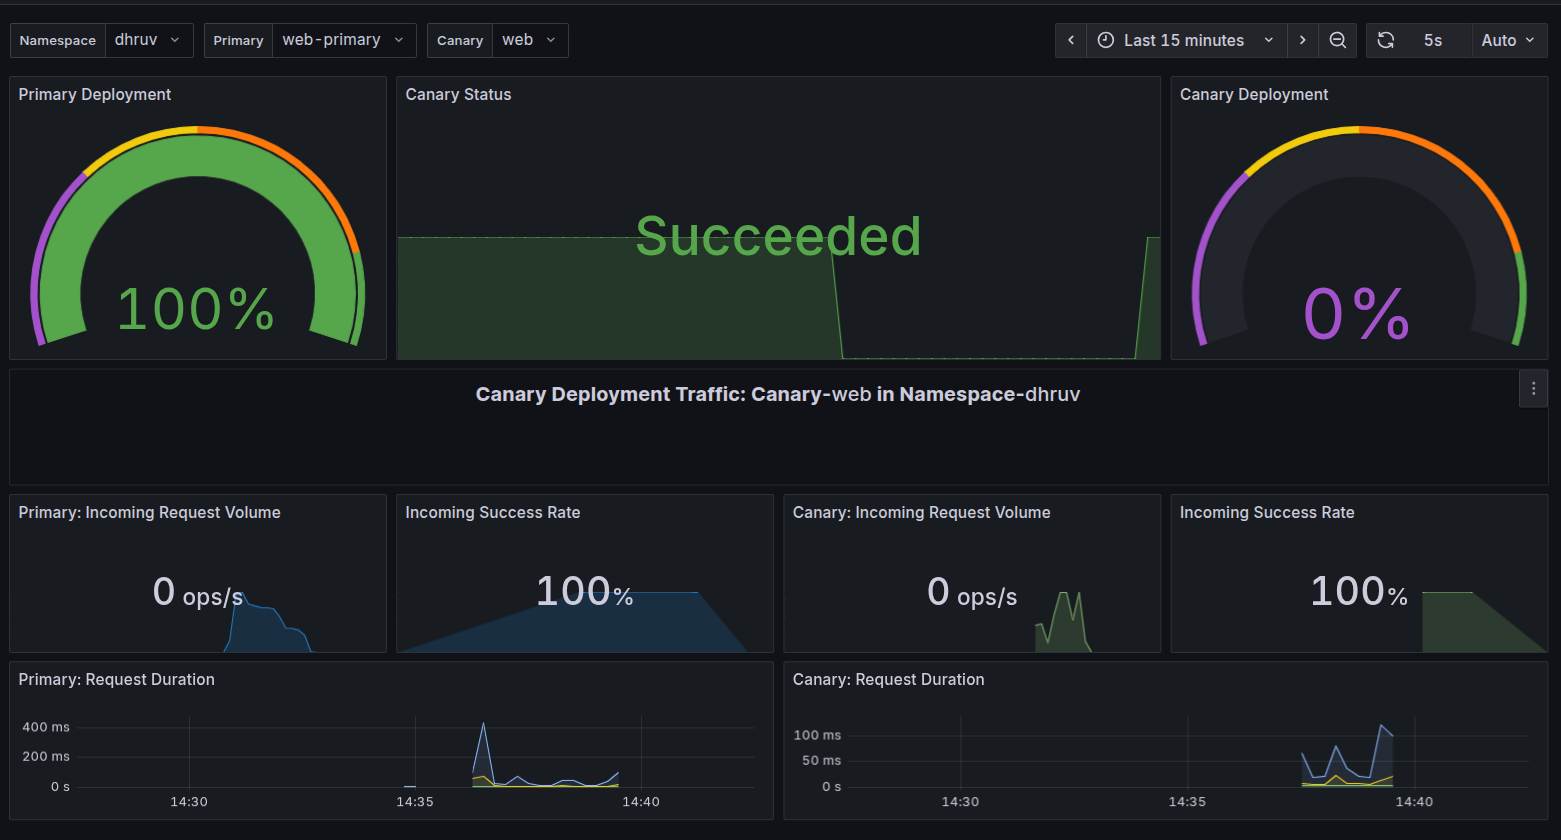 Namespace dhruv Primary web-primary Canary web Last 15 minutes 5s Auto
Primary Deployment
100%
Canary Status
Succeeded
Canary Deployment
0%
Canary Deployment Traffic: Canary-web in Namespace-dhruv
Primary: Incoming Request Volume
0 ops/s
Incoming Success Rate
100%
Canary: Incoming Request Volume
0 ops/s
Incoming Success Rate
100%
Primary: Request Duration
400 ms
200 ms
0 s
14:30 14:35 14:40
Canary: Request Duration
100 ms
50 ms
0 s
14:30 14:35 14:40